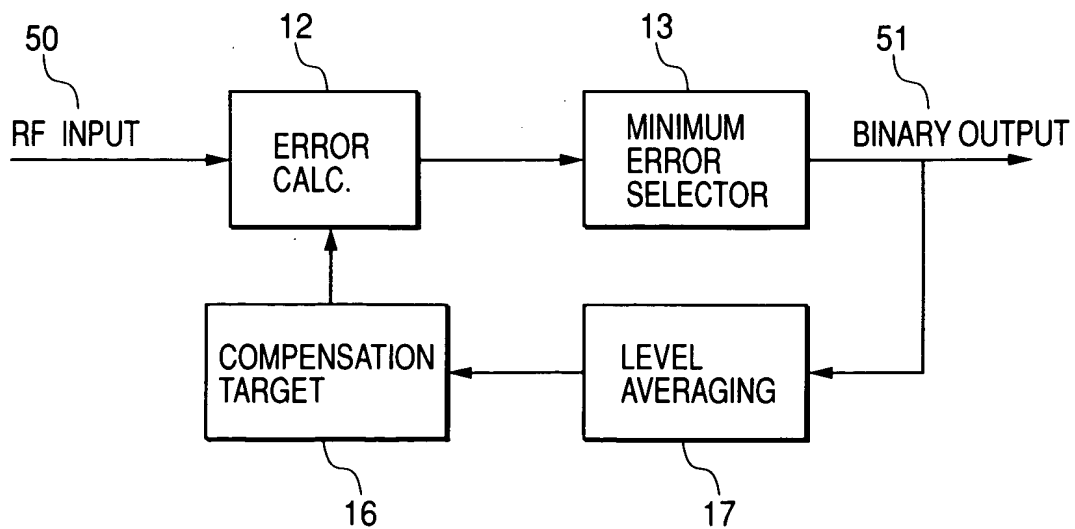 50
12
13
51
RF INPUT
ERROR
CALC.
MINIMUM
ERROR
SELECTOR
BINARY OUTPUT
COMPENSATION
TARGET
LEVEL
AVERAGING
16
17